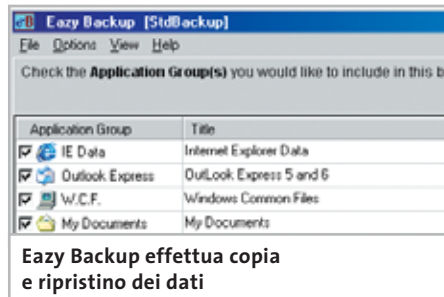 eB Eazy Backup [StdBackup]
File Options View Help
Check the Application Group(s) you would like to include in this b
Application Group Title
IE Data Internet Explorer Data
Outlook Express OutLook Express 5 and 6
W.C.F. Windows Common Files
My Documents My Documents
Eazy Backup effettua copia
e ripristino dei dati